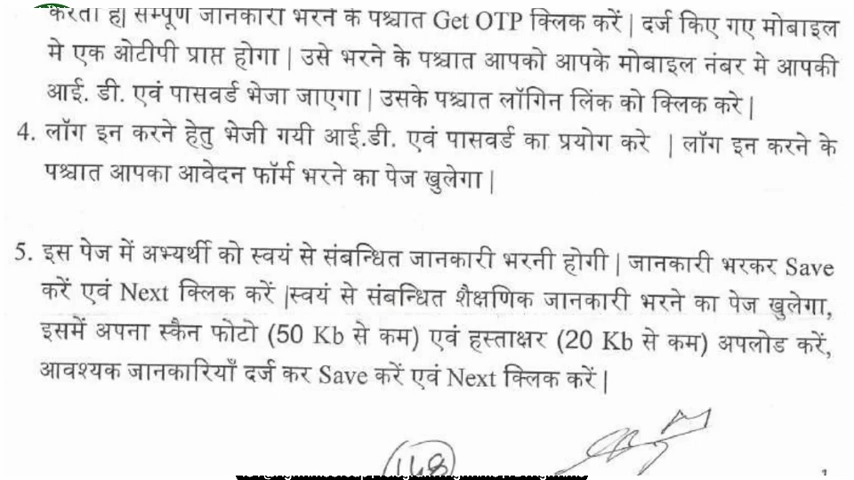 करता है| सम्पूर्ण जानकारी भरने के पश्चात Get OTP क्लिक करें | दर्ज किए गए मोबाइल
मे एक ओटीपी प्राप्त होगा | उसे भरने के पश्चात आपको आपके मोबाइल नंबर मे आपकी
आई. डी. एवं पासवर्ड भेजा जाएगा | उसके पश्चात लॉगिन लिंक को क्लिक करे |
4. लॉग इन करने हेतु भेजी गयी आई.डी. एवं पासवर्ड का प्रयोग करे | लॉग इन करने के
पश्चात आपका आवेदन फॉर्म भरने का पेज खुलेगा |
5. इस पेज में अभ्यर्थी को स्वयं से संबन्धित जानकारी भरनी होगी | जानकारी भरकर Save
करें एवं Next क्लिक करें |स्वयं से संबन्धित शैक्षणिक जानकारी भरने का पेज खुलेगा,
इसमें अपना स्कैन फोटो (50 Kb से कम) एवं हस्ताक्षर (20 Kb से कम) अपलोड करें,
आवश्यक जानकारियाँ दर्ज कर Save करें एवं Next क्लिक करें |
148